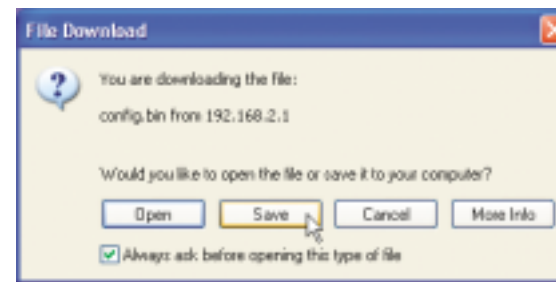 File Download
You are downloading the file:
config.bin from 192.168.2.1
Would you like to open the file or save it to your computer?
Open Save Cancel More Info
Always ask before opening this type of file